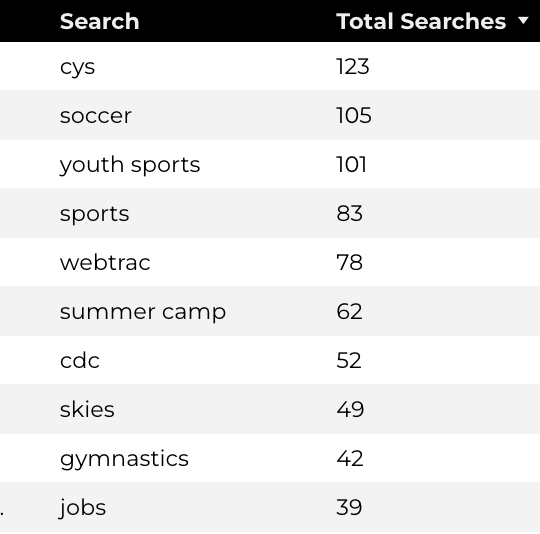 Search Total Searches ▼
cys 123
soccer 105
youth sports 101
sports 83
webtrac 78
summer camp 62
cdc 52
skies 49
gymnastics 42
. jobs 39